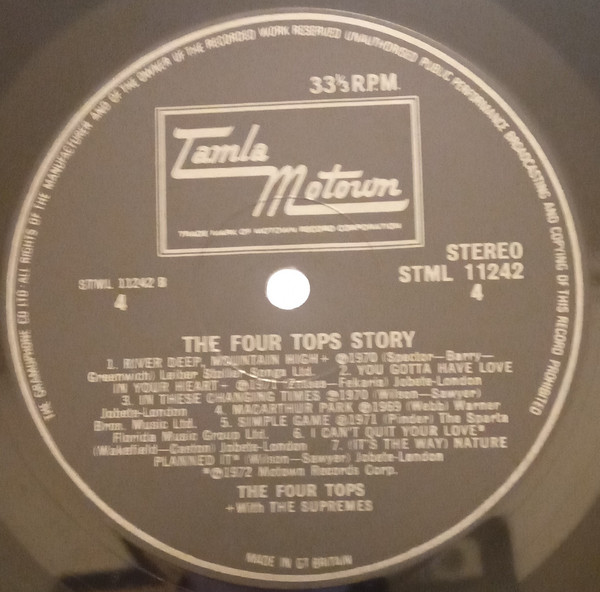 THE GRAMOPHONE CO LTD · ALL RIGHTS OF THE MANUFACTURER AND OF THE OWNER OF THE RECORDED WORK RESERVED UNAUTHORISED PUBLIC PERFORMANCE BROADCASTING AND COPYING OF THIS RECORD PROHIBITED
33⅓ R.P.M.
Tamla
Motown
TRADE MARK OF MOTOWN RECORD CORPORATION
STEREO
STML 11242 B
STML 11242
4
4
THE FOUR TOPS STORY
1. RIVER DEEP, MOUNTAIN HIGH+ ℗1970 (Spector—Barry—
Greenwich) Leiber Stoller Songs Ltd. 2. YOU GOTTA HAVE LOVE
IN YOUR HEART+ ℗1971 Fekaris) Jobete-London
3. IN THESE CHANGING TIMES ℗1970 (Wilson—Sawyer)
Jobete-London 4. MACARTHUR PARK ℗1969 (Webb) Warner
Bros. Music Ltd. 5. SIMPLE GAME ℗1971 (Pinder) The Sparta
Florida Music Group Ltd. 6. I CAN'T QUIT YOUR LOVE*
(Wakefield—Caston) Jobete-London 7. (IT'S THE WAY) NATURE
PLANNED IT* (Wilson—Sawyer) Jobete-London
*℗1972 Motown Records Corp.
THE FOUR TOPS
+With THE SUPREMES
MADE IN GT BRITAIN